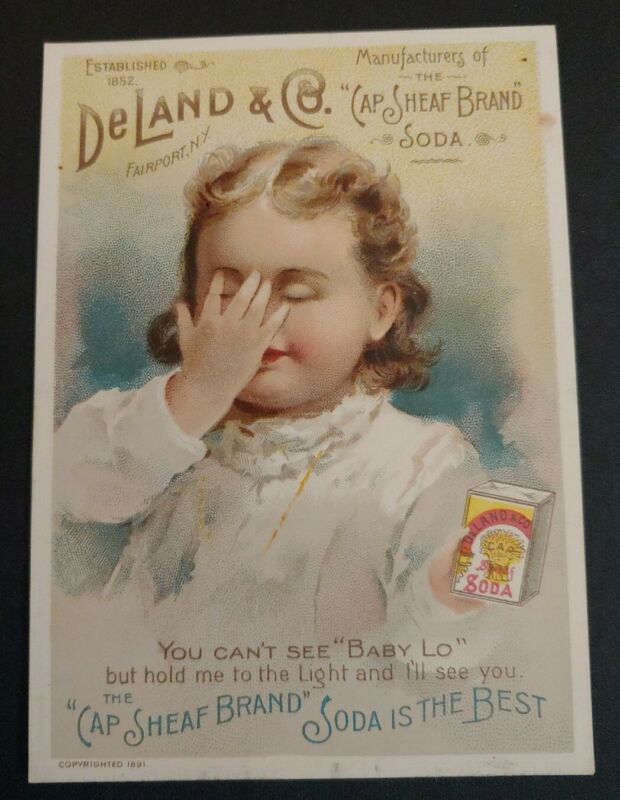 ESTABLISHED
1852.
DeLAND & Co.
FAIRPORT, N.Y.
Manufacturers of
THE
"CAP SHEAF BRAND"
SODA.
DeLAND & CO
CAP
Sheaf
SODA
YOU CAN'T SEE "BABY LO"
but hold me to the Light and I'll see you.
THE
"CAP SHEAF BRAND" SODA IS THE BEST
COPYRIGHTED 1891.